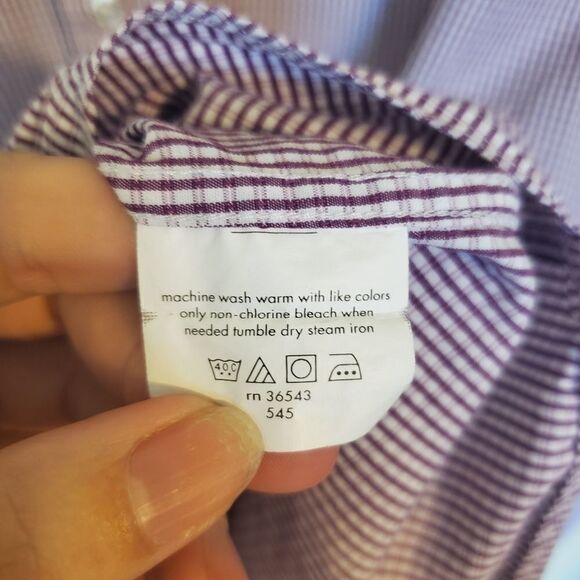 machine wash warm with like colors
only non-chlorine bleach when
needed tumble dry steam iron
40C
rn 36543
545